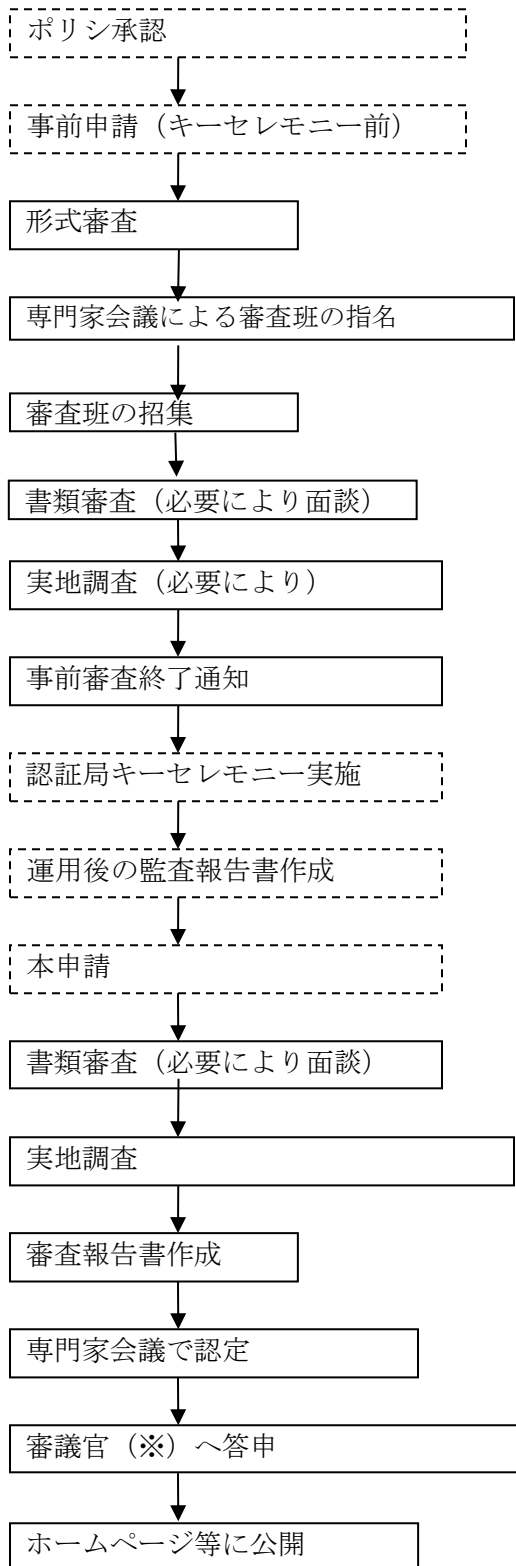 ポリシ承認
事前申請（キーセレモニー前）
形式審査
専門家会議による審査班の指名
審査班の招集
書類審査（必要により面談）
実地調査（必要により）
事前審査終了通知
認証局キーセレモニー実施
運用後の監査報告書作成
本申請
書類審査（必要により面談）
実地調査
審査報告書作成
専門家会議で認定
審議官（※）へ答申
ホームページ等に公開